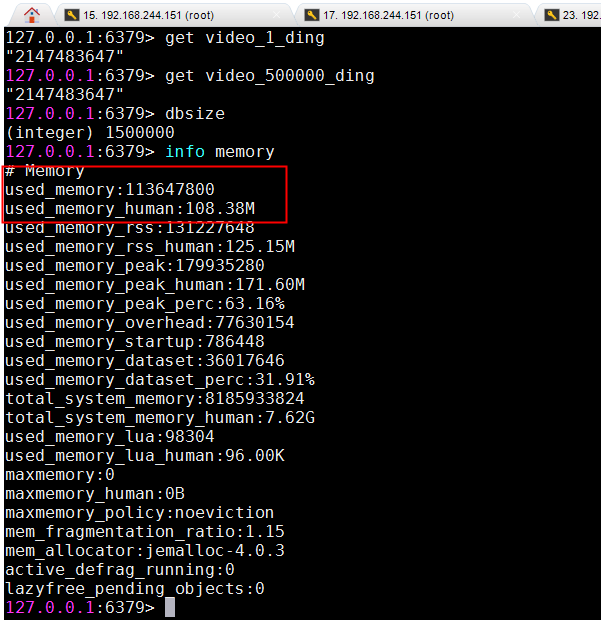 15. 192.168.244.151 (root)
17. 192.168.244.151 (root)
23. 192.
127.0.0.1:6379> get video_1_ding
"2147483647"
127.0.0.1:6379> get video_500000_ding
"2147483647"
127.0.0.1:6379> dbsize
(integer) 1500000
127.0.0.1:6379> info memory
# Memory
used_memory:113647800
used_memory_human:108.38M
used_memory_rss:131227648
used_memory_rss_human:125.15M
used_memory_peak:179935280
used_memory_peak_human:171.60M
used_memory_peak_perc:63.16%
used_memory_overhead:77630154
used_memory_startup:786448
used_memory_dataset:36017646
used_memory_dataset_perc:31.91%
total_system_memory:8185933824
total_system_memory_human:7.62G
used_memory_lua:98304
used_memory_lua_human:96.00K
maxmemory:0
maxmemory_human:0B
maxmemory_policy:noeviction
mem_fragmentation_ratio:1.15
mem_allocator:jemalloc-4.0.3
active_defrag_running:0
lazyfree_pending_objects:0
127.0.0.1:6379>